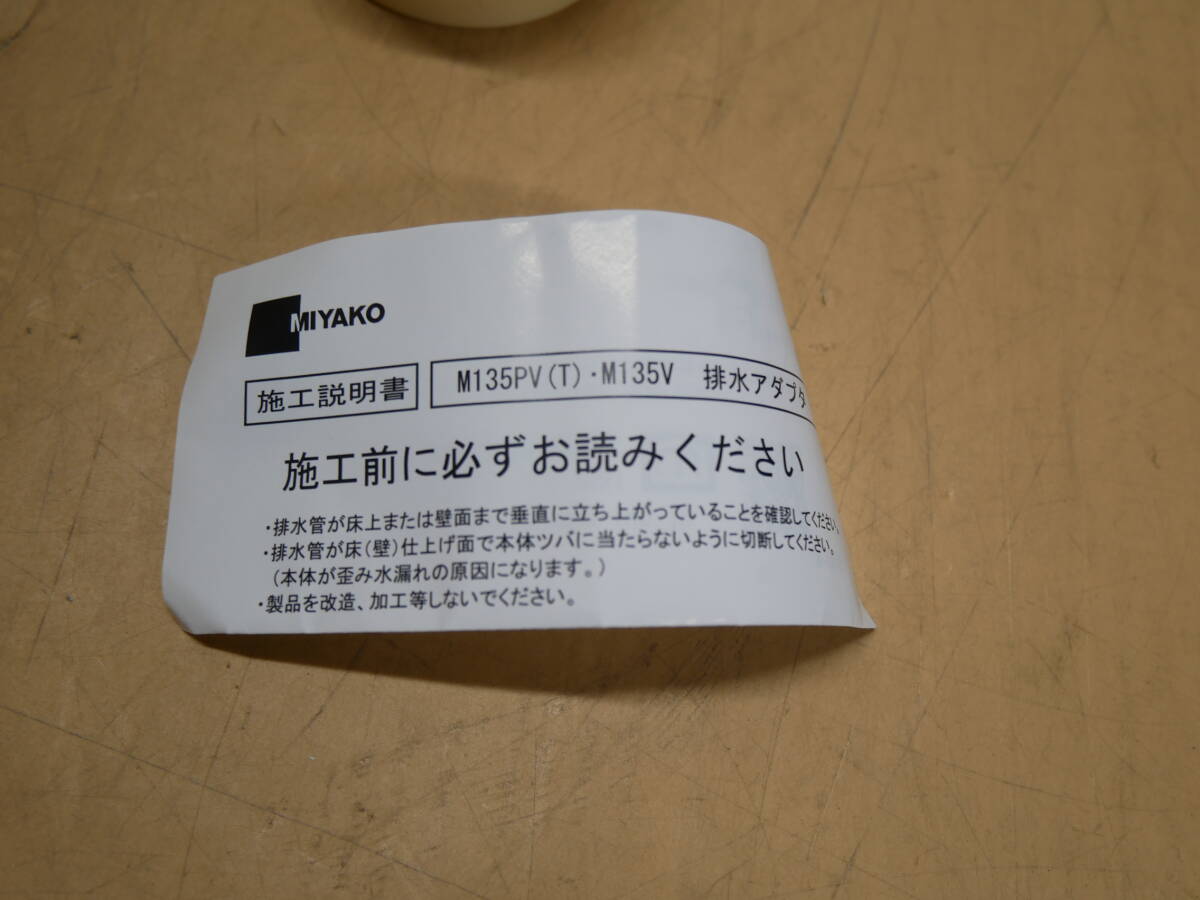 MIYAKO
施工説明書 M135PV(T)・M135V 排水アダプタ
施工前に必ずお読みください
・排水管が床上または壁面まで垂直に立ち上がっていることを確認してください。
・排水管が床(壁)仕上げ面で本体ツバに当たらないように切断してください。
(本体が歪み水漏れの原因になります。)
・製品を改造、加工等しないでください。